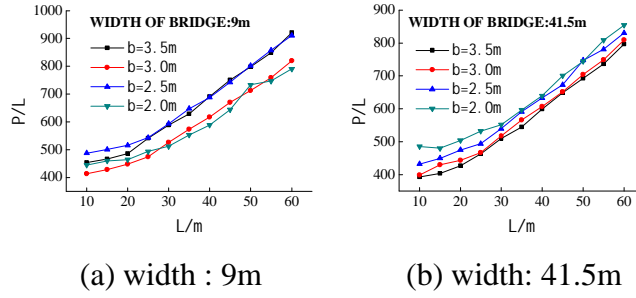 WIDTH OF BRIDGE:9m
b=3.5m
b=3.0m
b=2.5m
b=2.0m
P/L
1000
900
800
700
600
500
400
10 20 30 40 50 60
L/m
(a) width : 9m
WIDTH OF BRIDGE:41.5m
b=3.5m
b=3.0m
b=2.5m
b=2.0m
P/L
900
800
700
600
500
400
10 20 30 40 50 60
L/m
(b) width: 41.5m